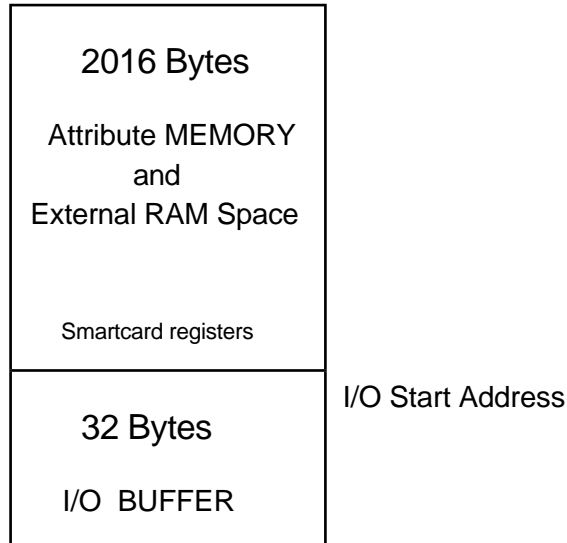 2016 Bytes
Attribute MEMORY
and
External RAM Space
Smartcard registers
I/O Start Address
32 Bytes
I/O BUFFER